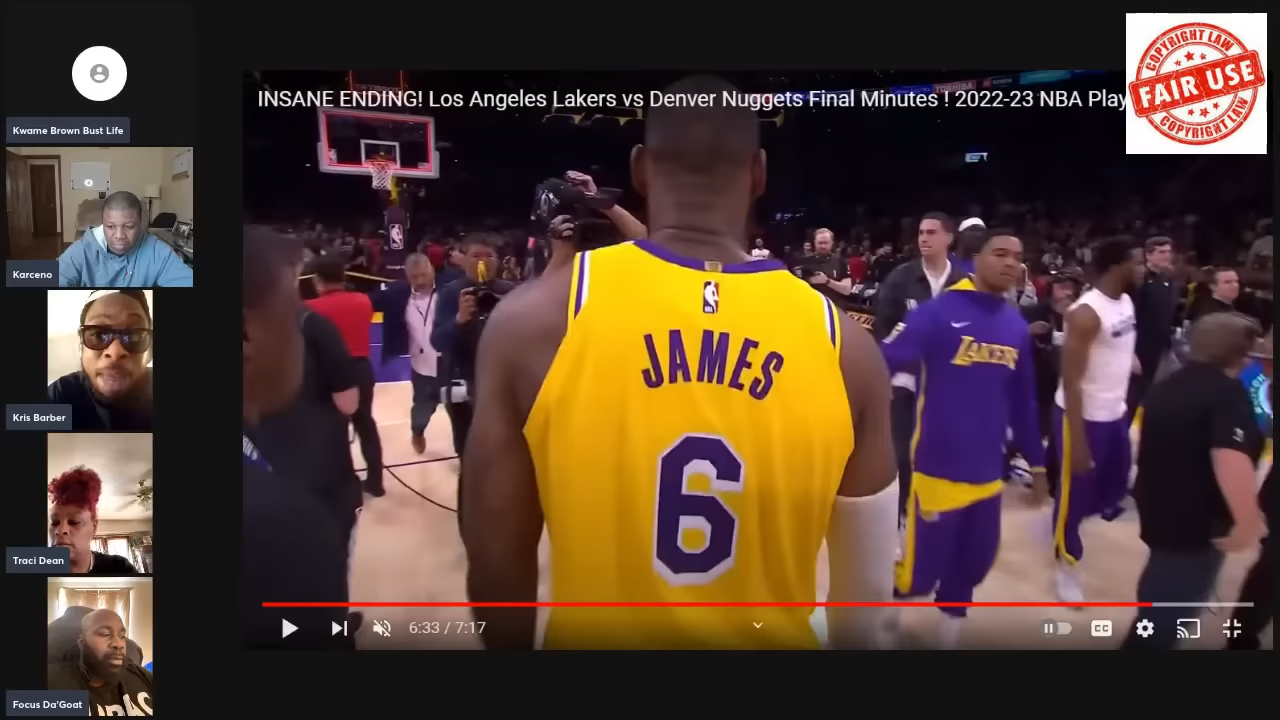 Kwame Brown Bust Life
Karceno
Kris Barber
Traci Dean
Focus Da'Goat
INSANE ENDING! Los Angeles Lakers vs Denver Nuggets Final Minutes ! 2022-23 NBA Play
COPYRIGHT LAW
FAIR USE
COPYRIGHT LAW
TOSHIBA
NBA
JAMES
6
LAKERS
6:33 / 7:17
CC